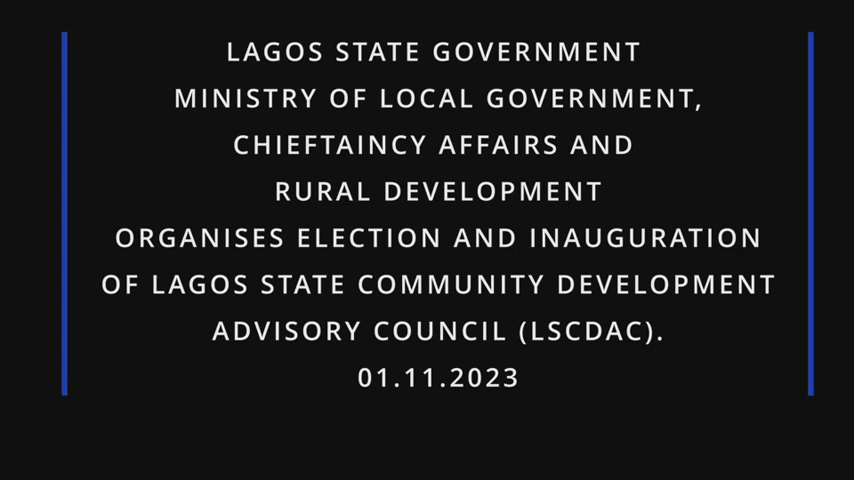 LAGOS STATE GOVERNMENT
MINISTRY OF LOCAL GOVERNMENT,
CHIEFTAINCY AFFAIRS AND
RURAL DEVELOPMENT
ORGANISES ELECTION AND INAUGURATION
OF LAGOS STATE COMMUNITY DEVELOPMENT
ADVISORY COUNCIL (LSCDAC).
01.11.2023